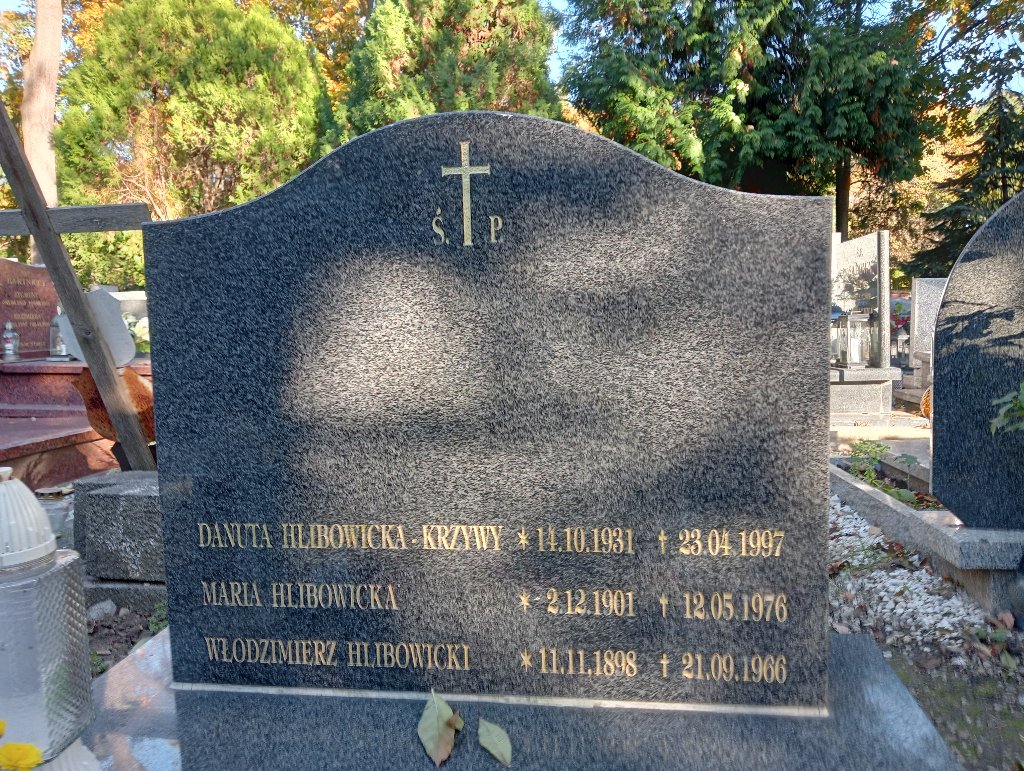 Ś. P.
DANUTA HLIBOWICKA - KRZYWY * 14.10.1931 † 23.04.1997
MARIA HLIBOWICKA * 2.12.1901 † 12.05.1976
WŁODZIMIERZ HLIBOWICKI * 11.11.1898 † 21.09.1966